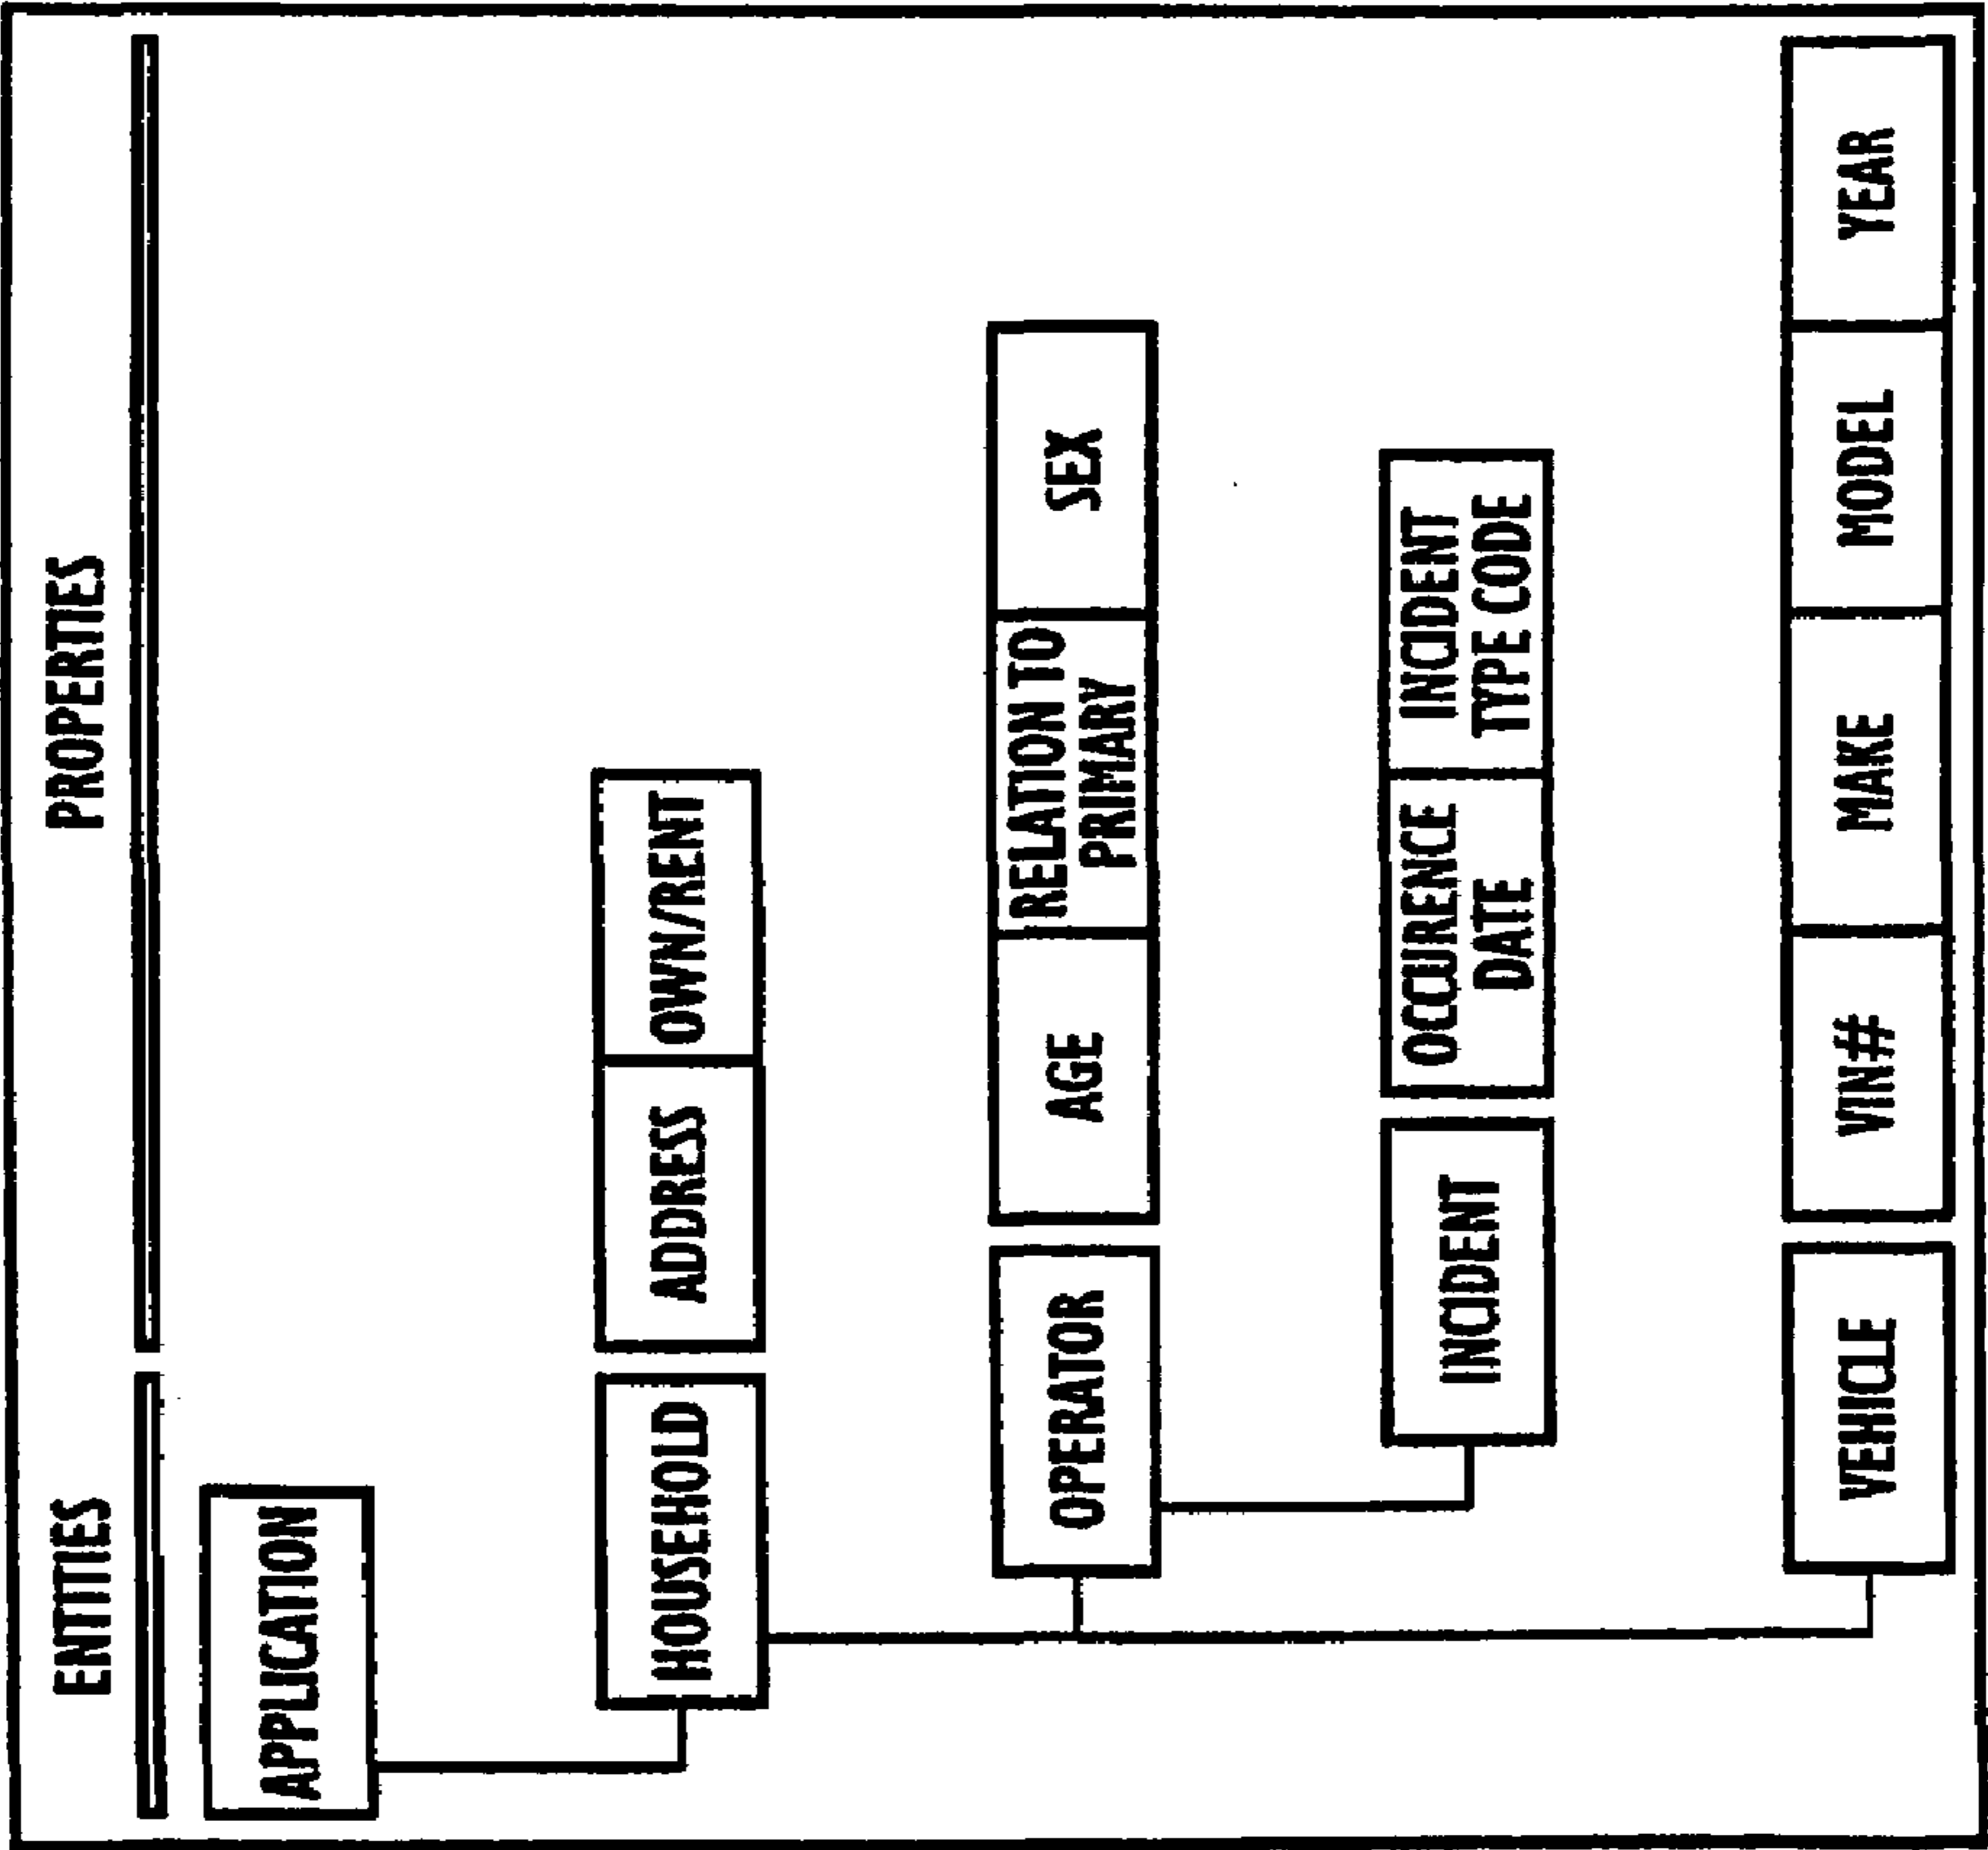 ENTITIES
PROPERTIES
APPLICATION
HOUSEHOLD
ADDRESS
OWN/RENT
OPERATOR
AGE
RELATION TO
PRIMARY
SEX
INCIDENT
OCCURENCE
DATE
INCIDENT
TYPE CODE
VEHICLE
VIN#
MAKE
MODEL
YEAR